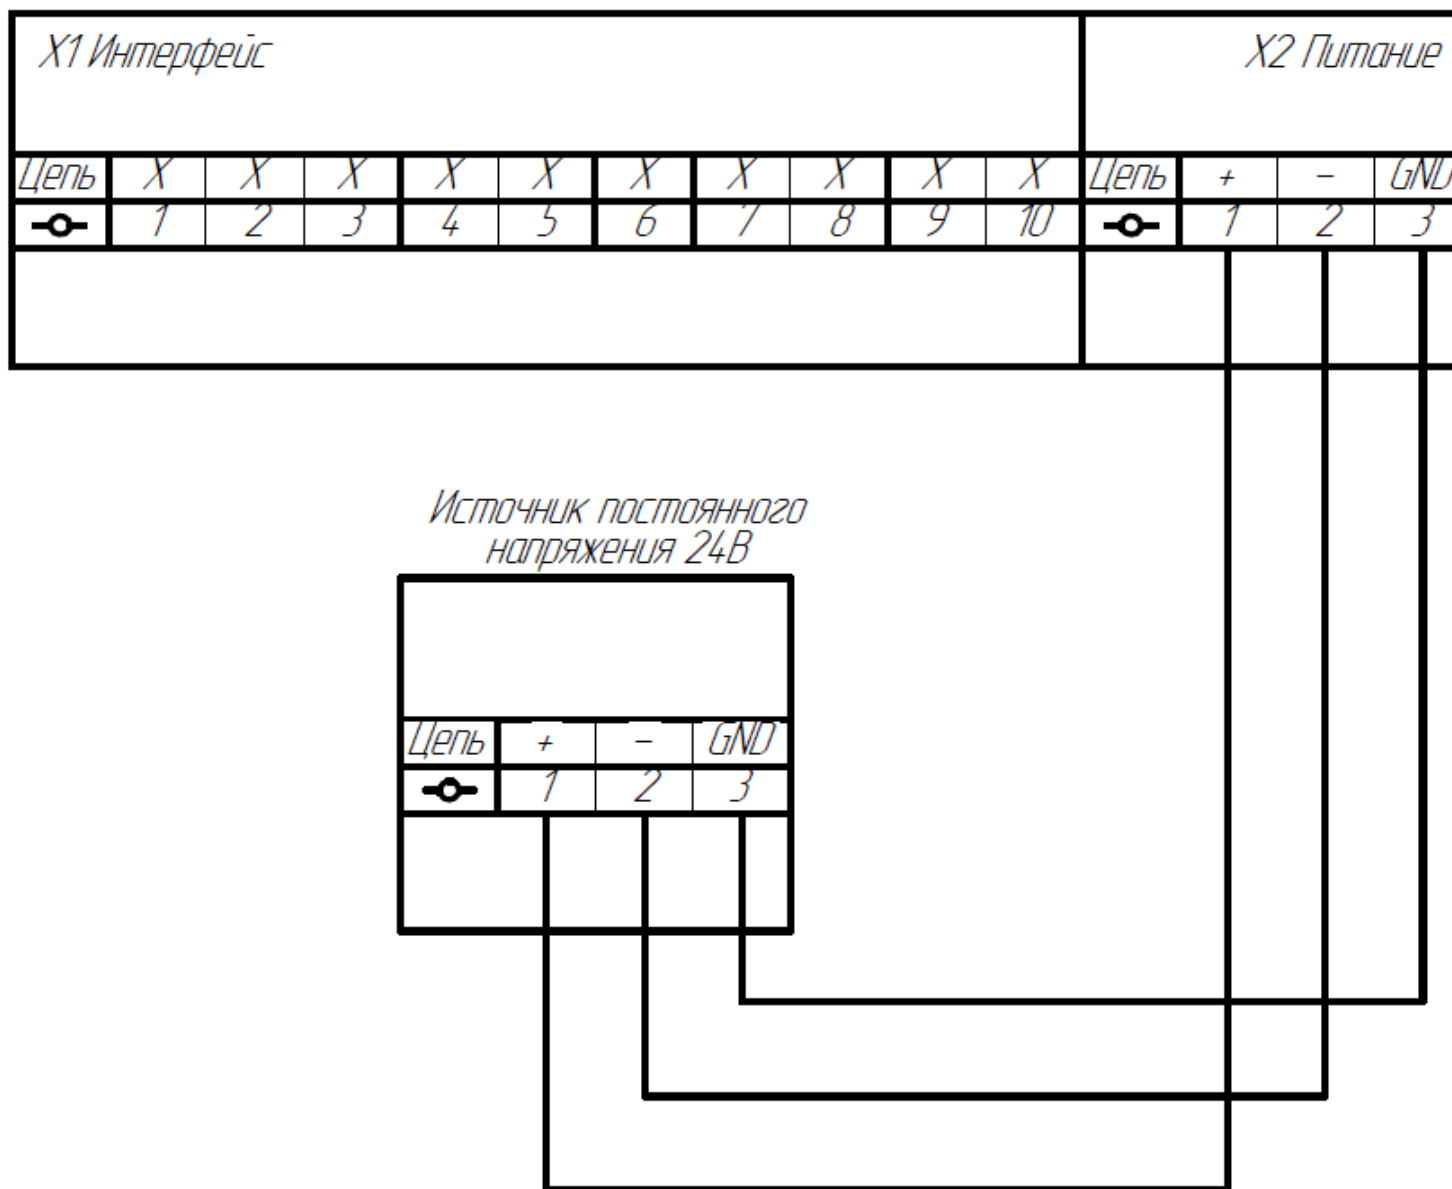 X1 Интерфейс
X2 Питание
Цепь X X X X X X X X X X Цепь + - GND
1 2 3 4 5 6 7 8 9 10 1 2 3
Источник постоянного
напряжения 24В
Цепь + - GND
1 2 3